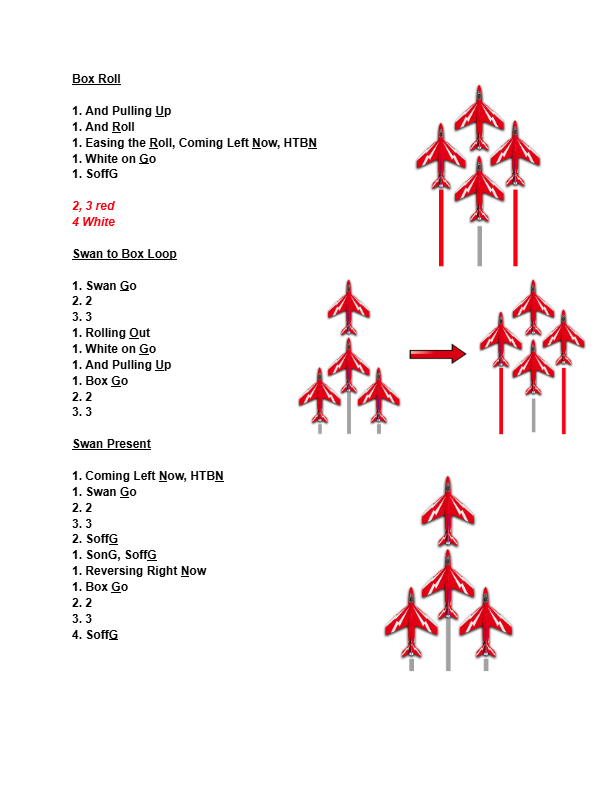 Box Roll
1. And Pulling Up
1. And Roll
1. Easing the Roll, Coming Left Now, HTBN
1. White on Go
1. SoffG
2, 3 red
4 White
Swan to Box Loop
1. Swan Go
2. 2
3. 3
1. Rolling Out
1. White on Go
1. And Pulling Up
1. Box Go
2. 2
3. 3
Swan Present
1. Coming Left Now, HTBN
1. Swan Go
2. 2
3. 3
2. SoffG
1. SonG, SoffG
1. Reversing Right Now
1. Box Go
2. 2
3. 3
4. SoffG